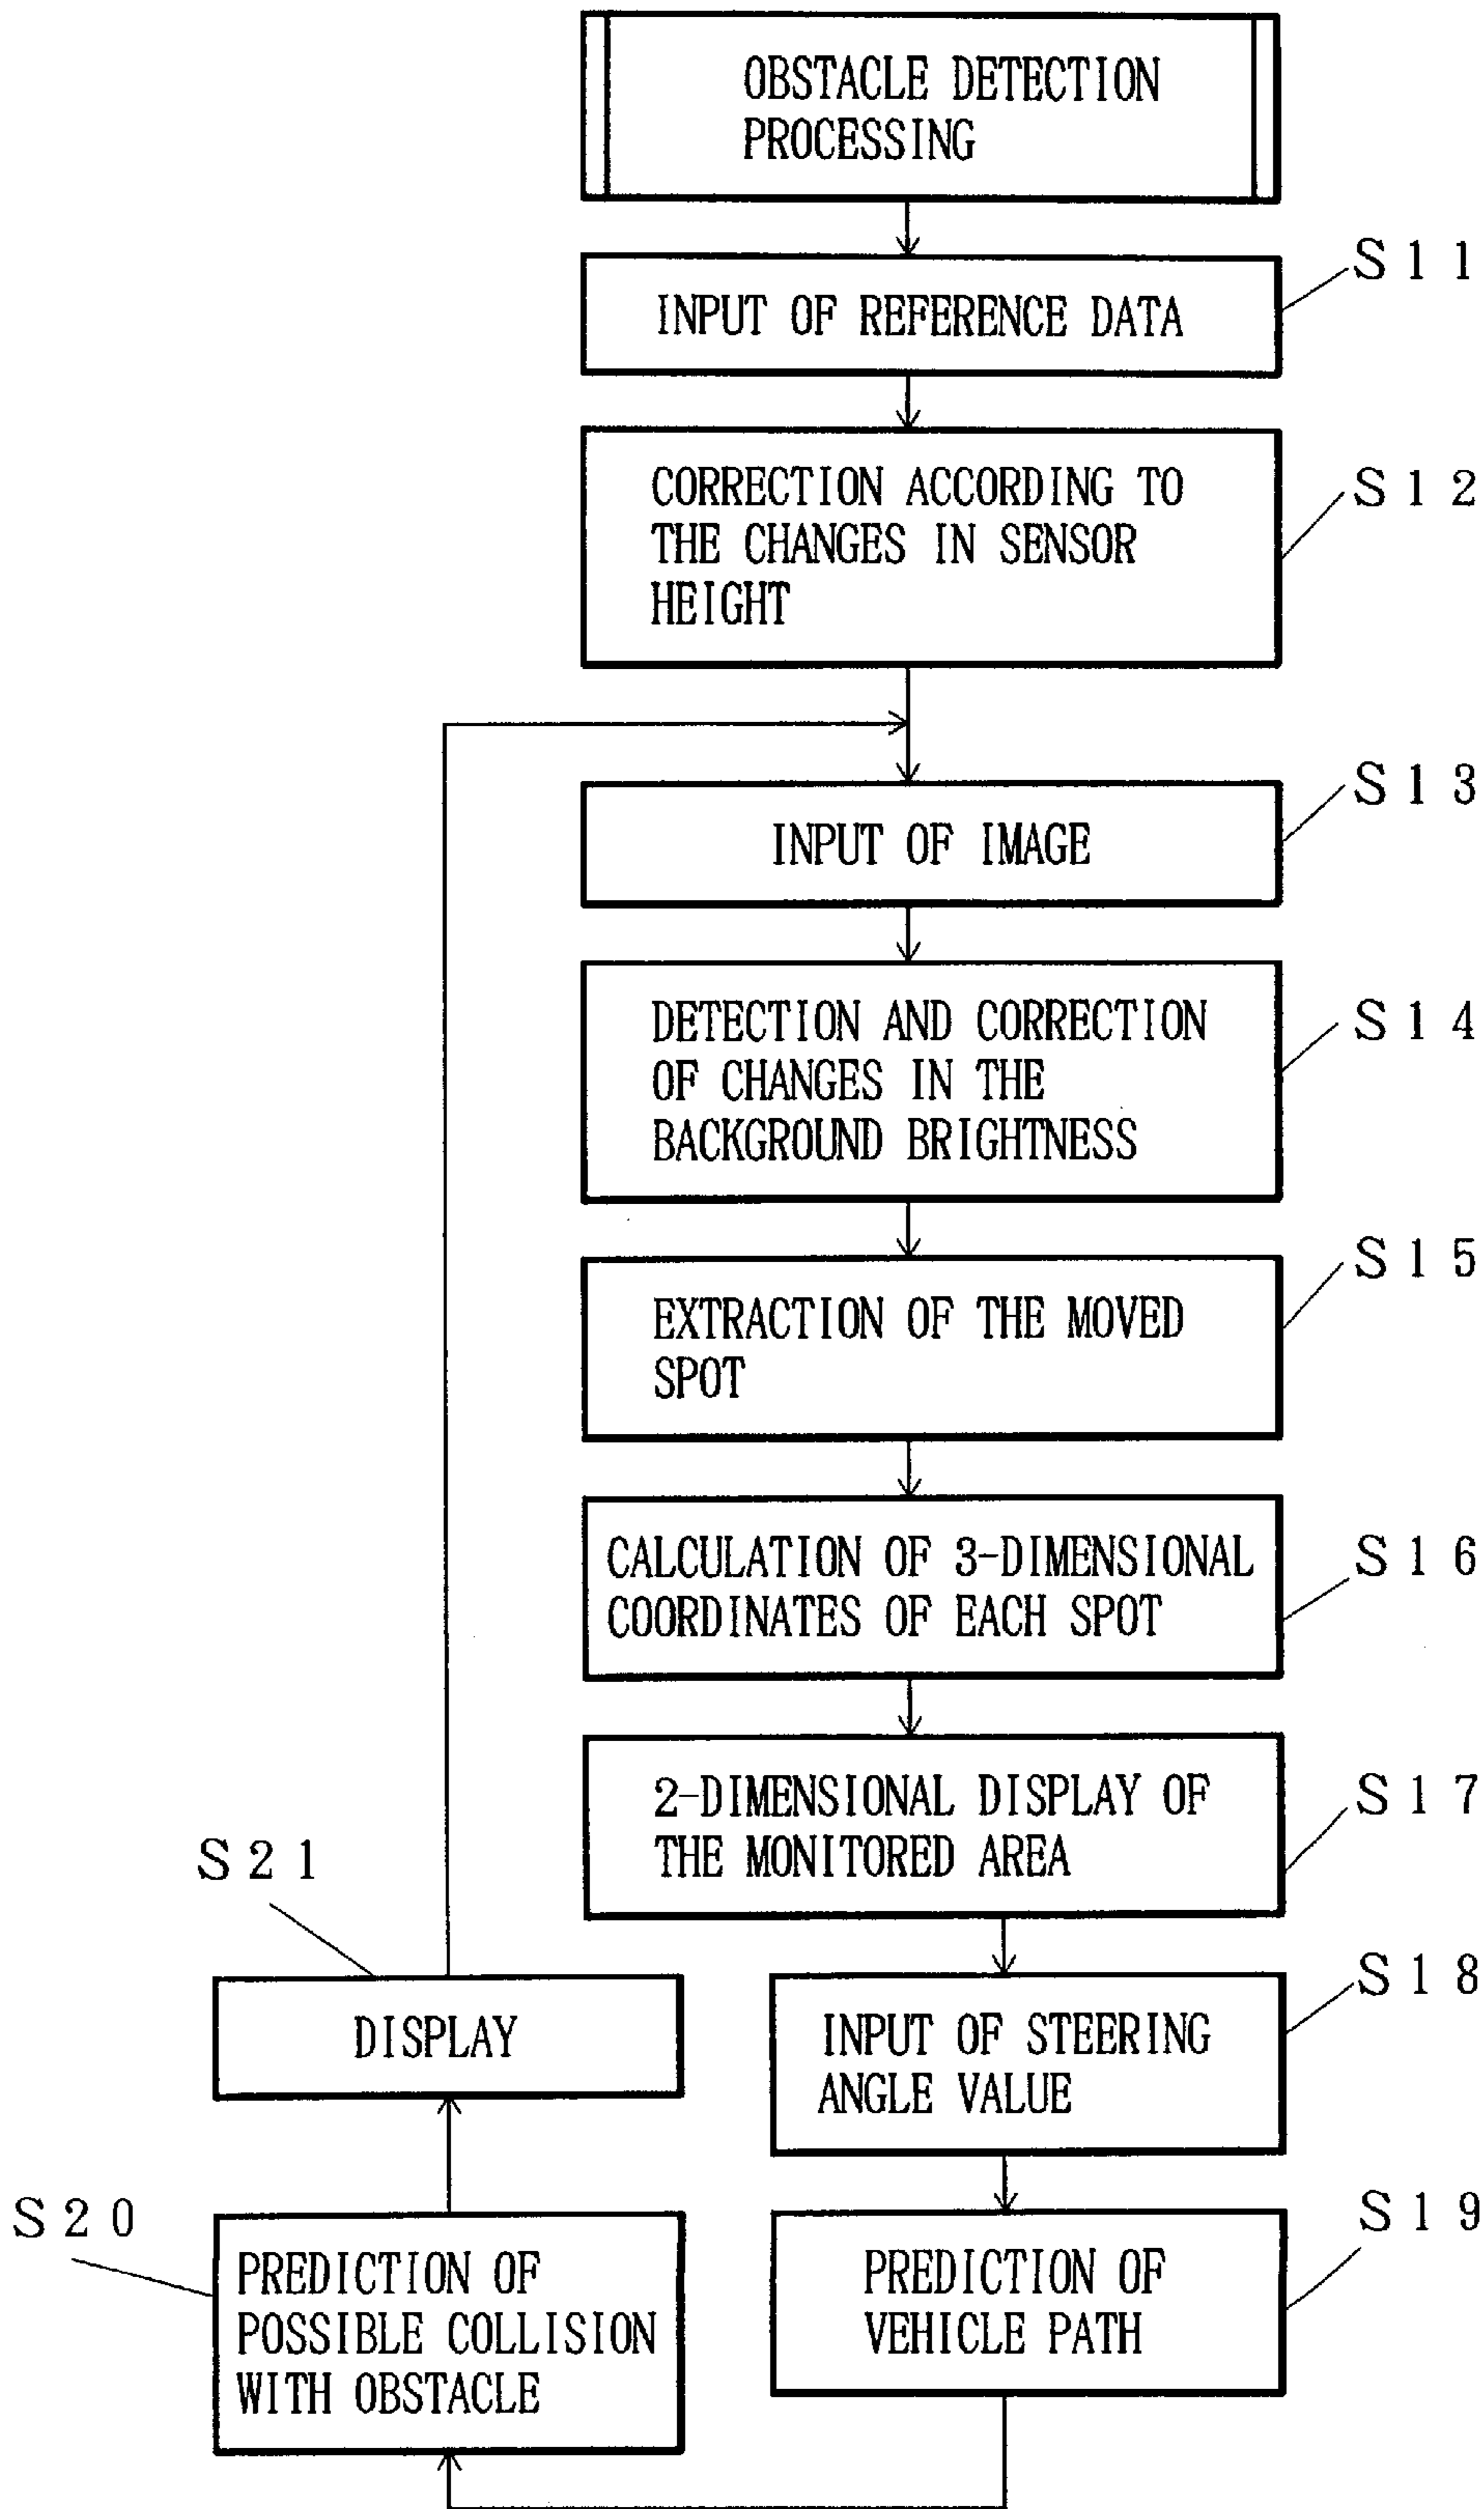 OBSTACLE DETECTION
PROCESSING
S11
INPUT OF REFERENCE DATA
CORRECTION ACCORDING TO
THE CHANGES IN SENSOR
HEIGHT
S12
S13
INPUT OF IMAGE
DETECTION AND CORRECTION
OF CHANGES IN THE
BACKGROUND BRIGHTNESS
S14
S15
EXTRACTION OF THE MOVED
SPOT
CALCULATION OF 3-DIMENSIONAL
COORDINATES OF EACH SPOT
S16
2-DIMENSIONAL DISPLAY OF
THE MONITORED AREA
S17
S18
INPUT OF STEERING
ANGLE VALUE
S19
PREDICTION OF
VEHICLE PATH
S20
PREDICTION OF
POSSIBLE COLLISION
WITH OBSTACLE
S21
DISPLAY